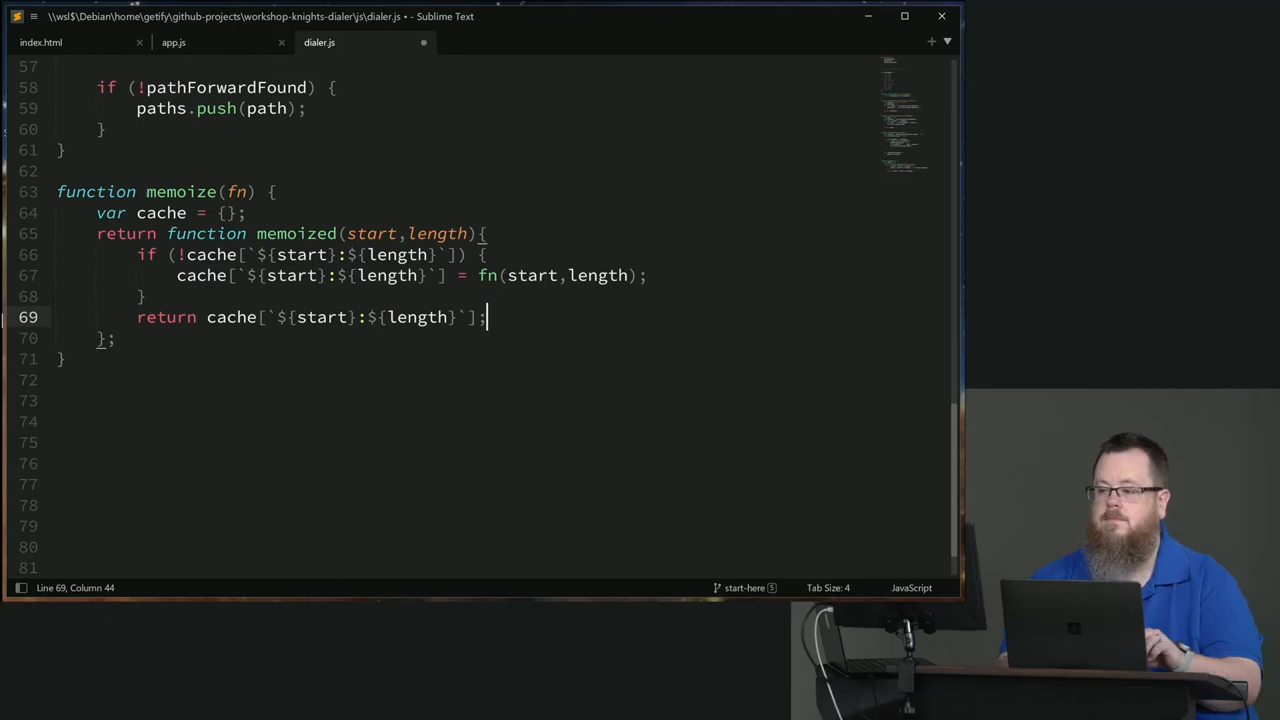 \\wsl$\Debian\home\getify\github-projects\workshop-knights-dialer\js\dialer.js • - Sublime Text
index.html
app.js
dialer.js
57
58 if (!pathForwardFound) {
59 paths.push(path);
60 }
61 }
62
63 function memoize(fn) {
64 var cache = {};
65 return function memoized(start,length){
66 if (!cache[`${start}:${length}`]) {
67 cache[`${start}:${length}`] = fn(start,length);
68 }
69 return cache[`${start}:${length}`];
70 };
71 }
72
73
74
75
76
77
78
79
80
81
Line 69, Column 44
start-here 5
Tab Size: 4
JavaScript